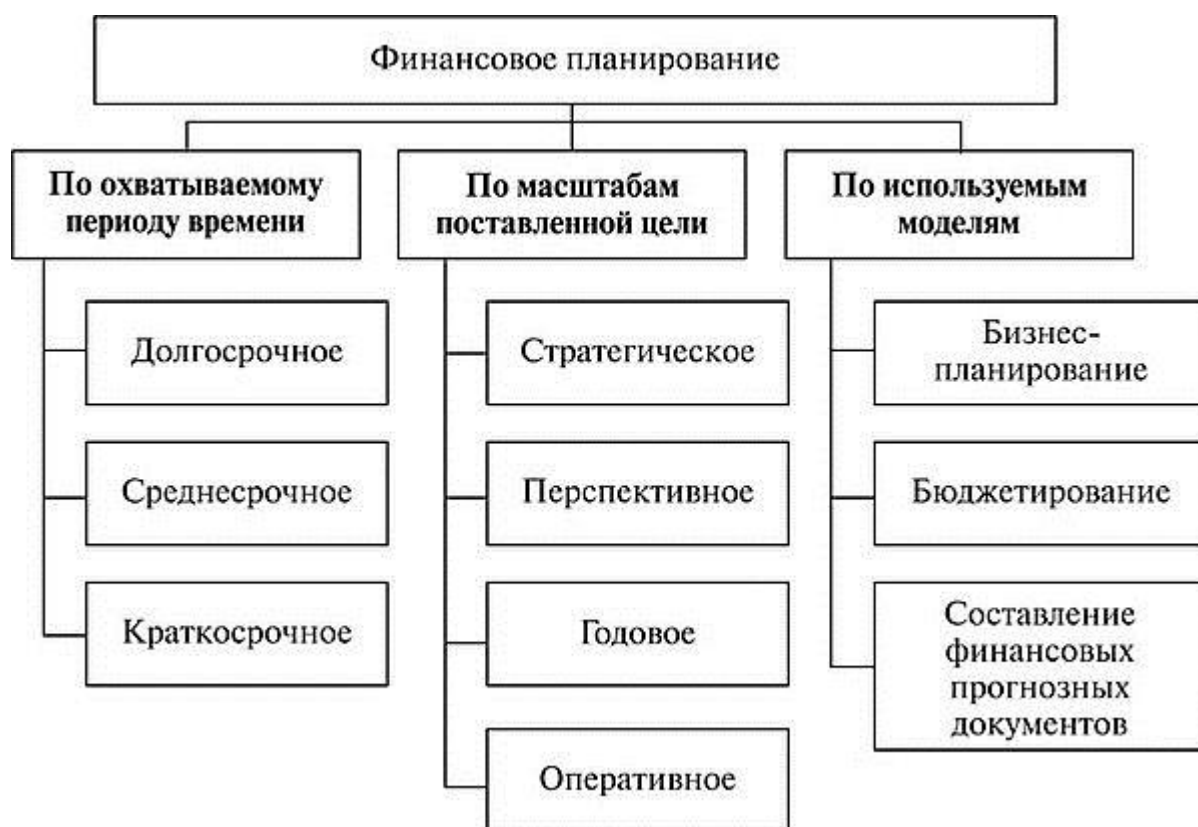 Финансовое планирование
По охватываемому
периоду времени
Долгосрочное
Среднесрочное
Краткосрочное
По масштабам
поставленной цели
Стратегическое
Перспективное
Годовое
Оперативное
По используемым
моделям
Бизнес-
планирование
Бюджетирование
Составление
финансовых
прогнозных
документов